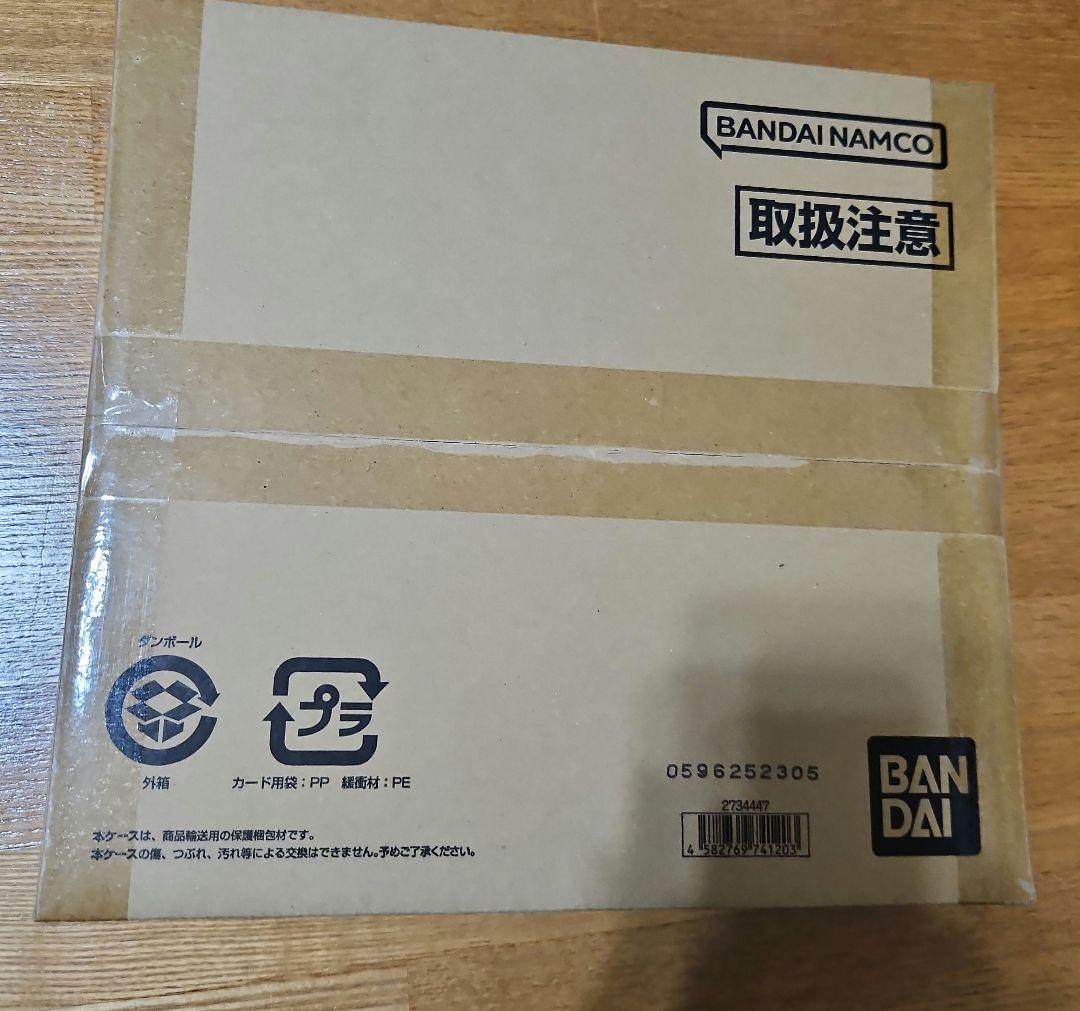 BANDAI NAMCO
取扱注意
ダンボール
プラ
外箱
カード用袋：PP　緩衝材：PE
本ケースは、商品輸送用の保護梱包材です。
本ケースの傷、つぶれ、汚れ等による交換はできません。予めご了承ください。
0596252305
2734447
4 582769 741203
BAN
DAI